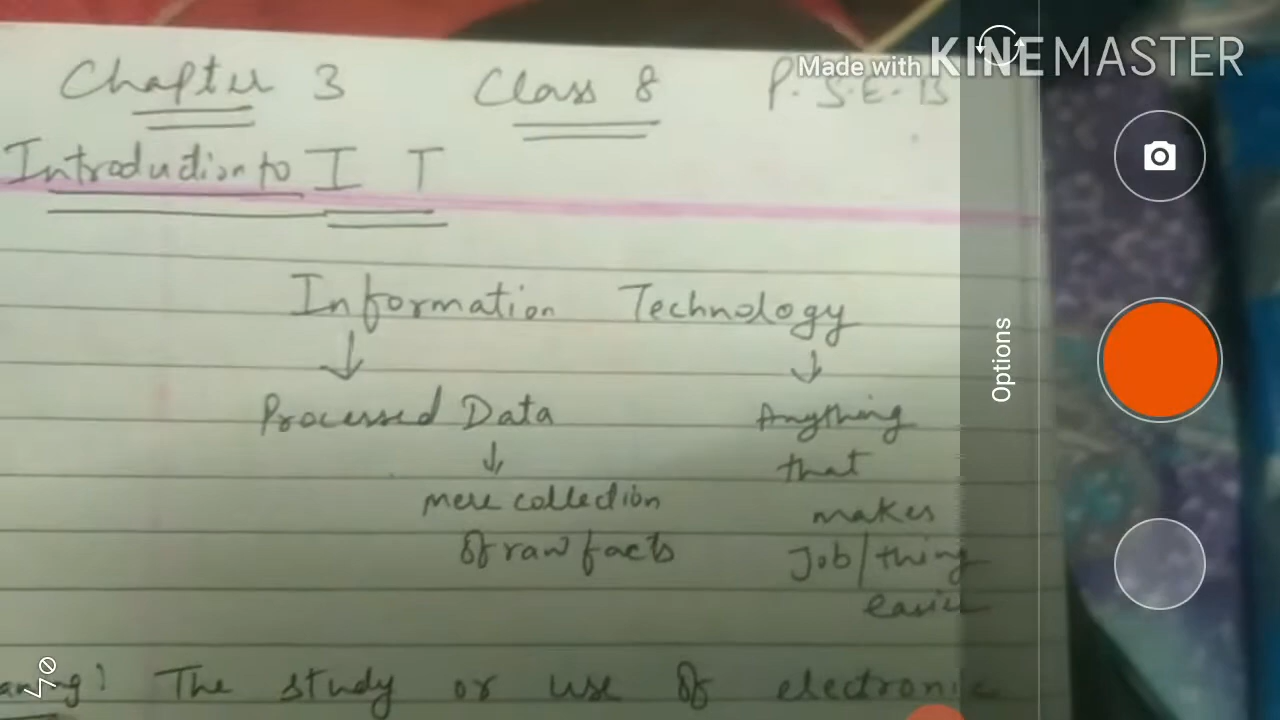 Made with KINEMASTER
Chapter 3 Class 8 P.S.E.B
Introduction to I T
Information Technology
Processed Data Anything
that
mere collection makes
of raw facts Job/thing
easier
Options
The study or use of electronic